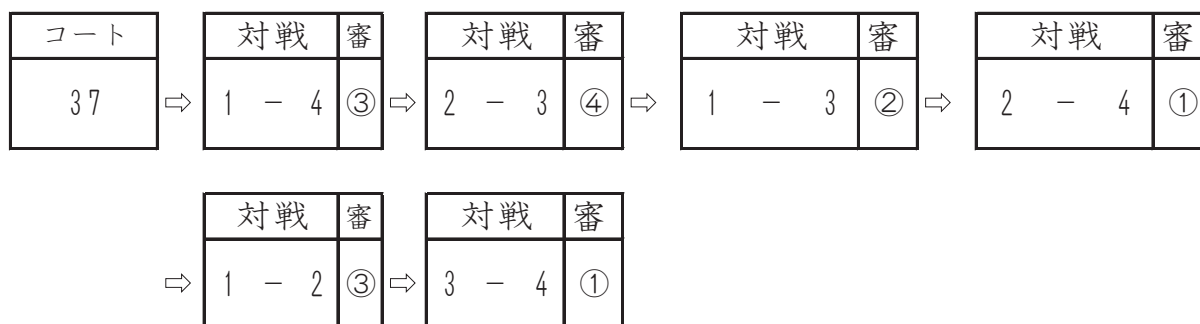 コート 対戦 審 対戦 審 対戦 審 対戦 審
37 ⇨ 1 － 4 ③ ⇨ 2 － 3 ④ ⇨ 1 － 3 ② ⇨ 2 － 4 ①
対戦 審 対戦 審
⇨ 1 － 2 ③ ⇨ 3 － 4 ①